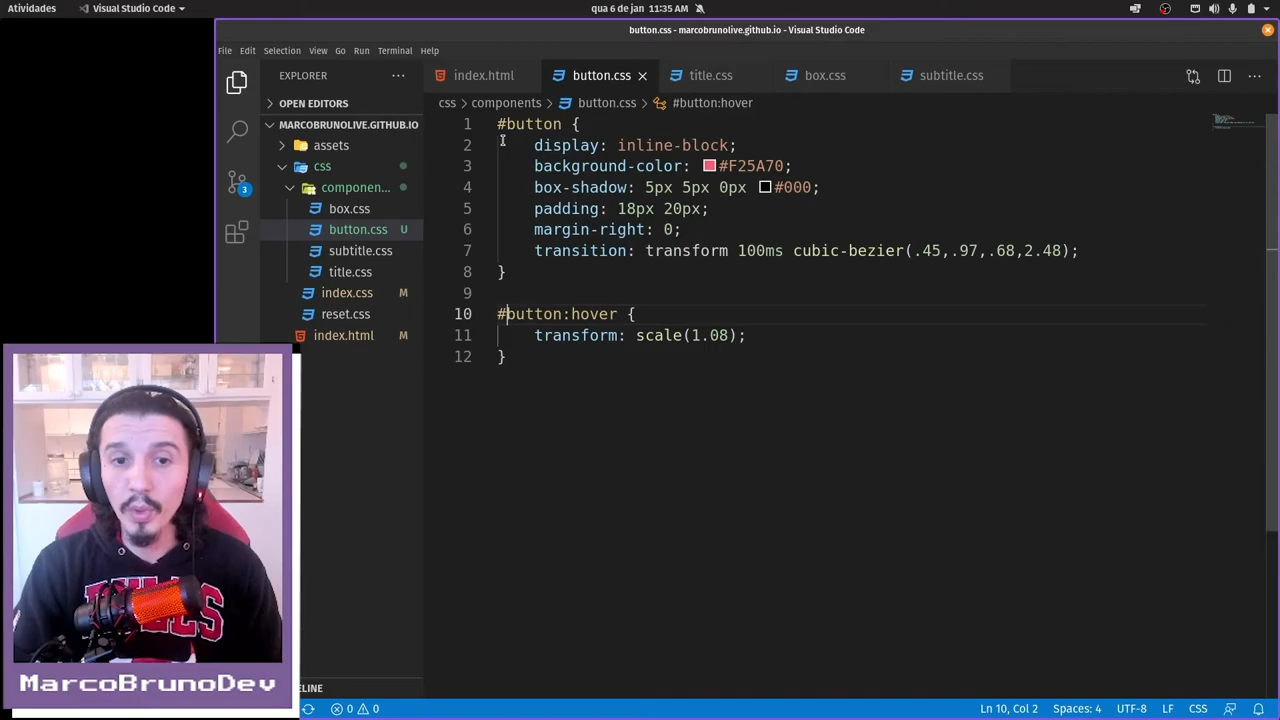 Atividades
Visual Studio Code
qua 6 de jan  11:35 AM
button.css - marcobrunolive.github.io - Visual Studio Code
File Edit Selection View Go Run Terminal Help
EXPLORER
index.html
button.css
title.css
box.css
subtitle.css
OPEN EDITORS
css > components > button.css > #button:hover
MARCOBRUNOLIVE.GITHUB.IO
assets
css
componen...
box.css
button.css U
subtitle.css
title.css
index.css M
reset.css
index.html M
3
1 #button {
2 display: inline-block;
3 background-color: #F25A70;
4 box-shadow: 5px 5px 0px #000;
5 padding: 18px 20px;
6 margin-right: 0;
7 transition: transform 100ms cubic-bezier(.45,.97,.68,2.48);
8 }
9
10 #button:hover {
11 transform: scale(1.08);
12 }
MarcoBrunoDev
LINE
0 0
Ln 10, Col 2 Spaces: 4 UTF-8 LF CSS